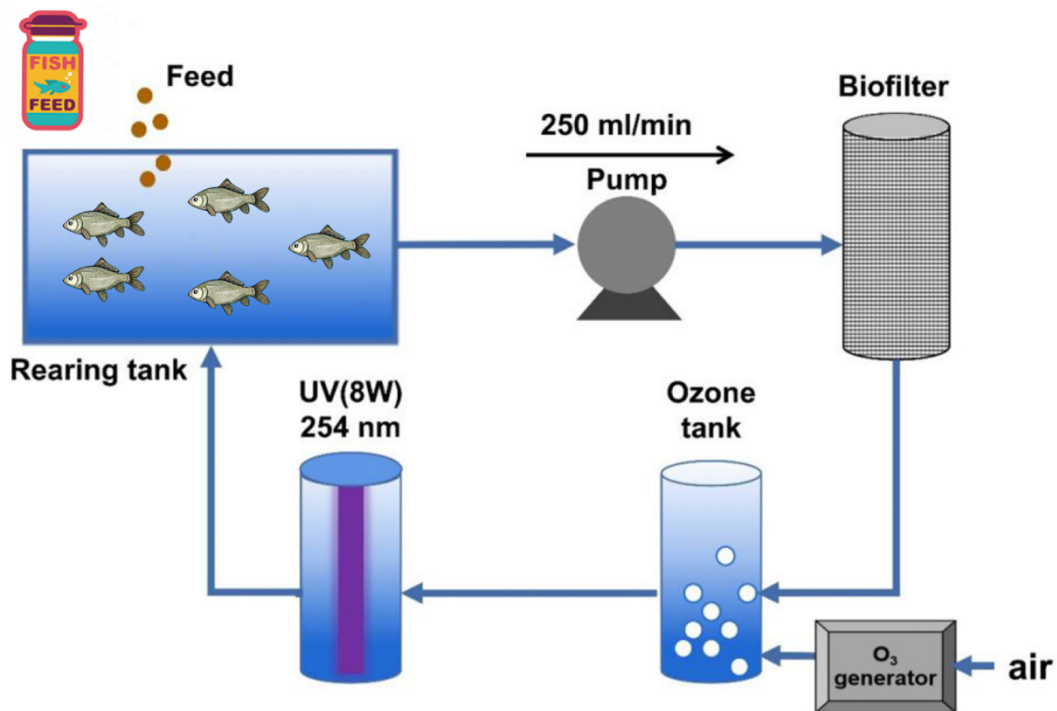 FISH
FEED
Feed
250 ml/min
Pump
Biofilter
Rearing tank
UV(8W)
254 nm
Ozone
tank
O₃
generator
air